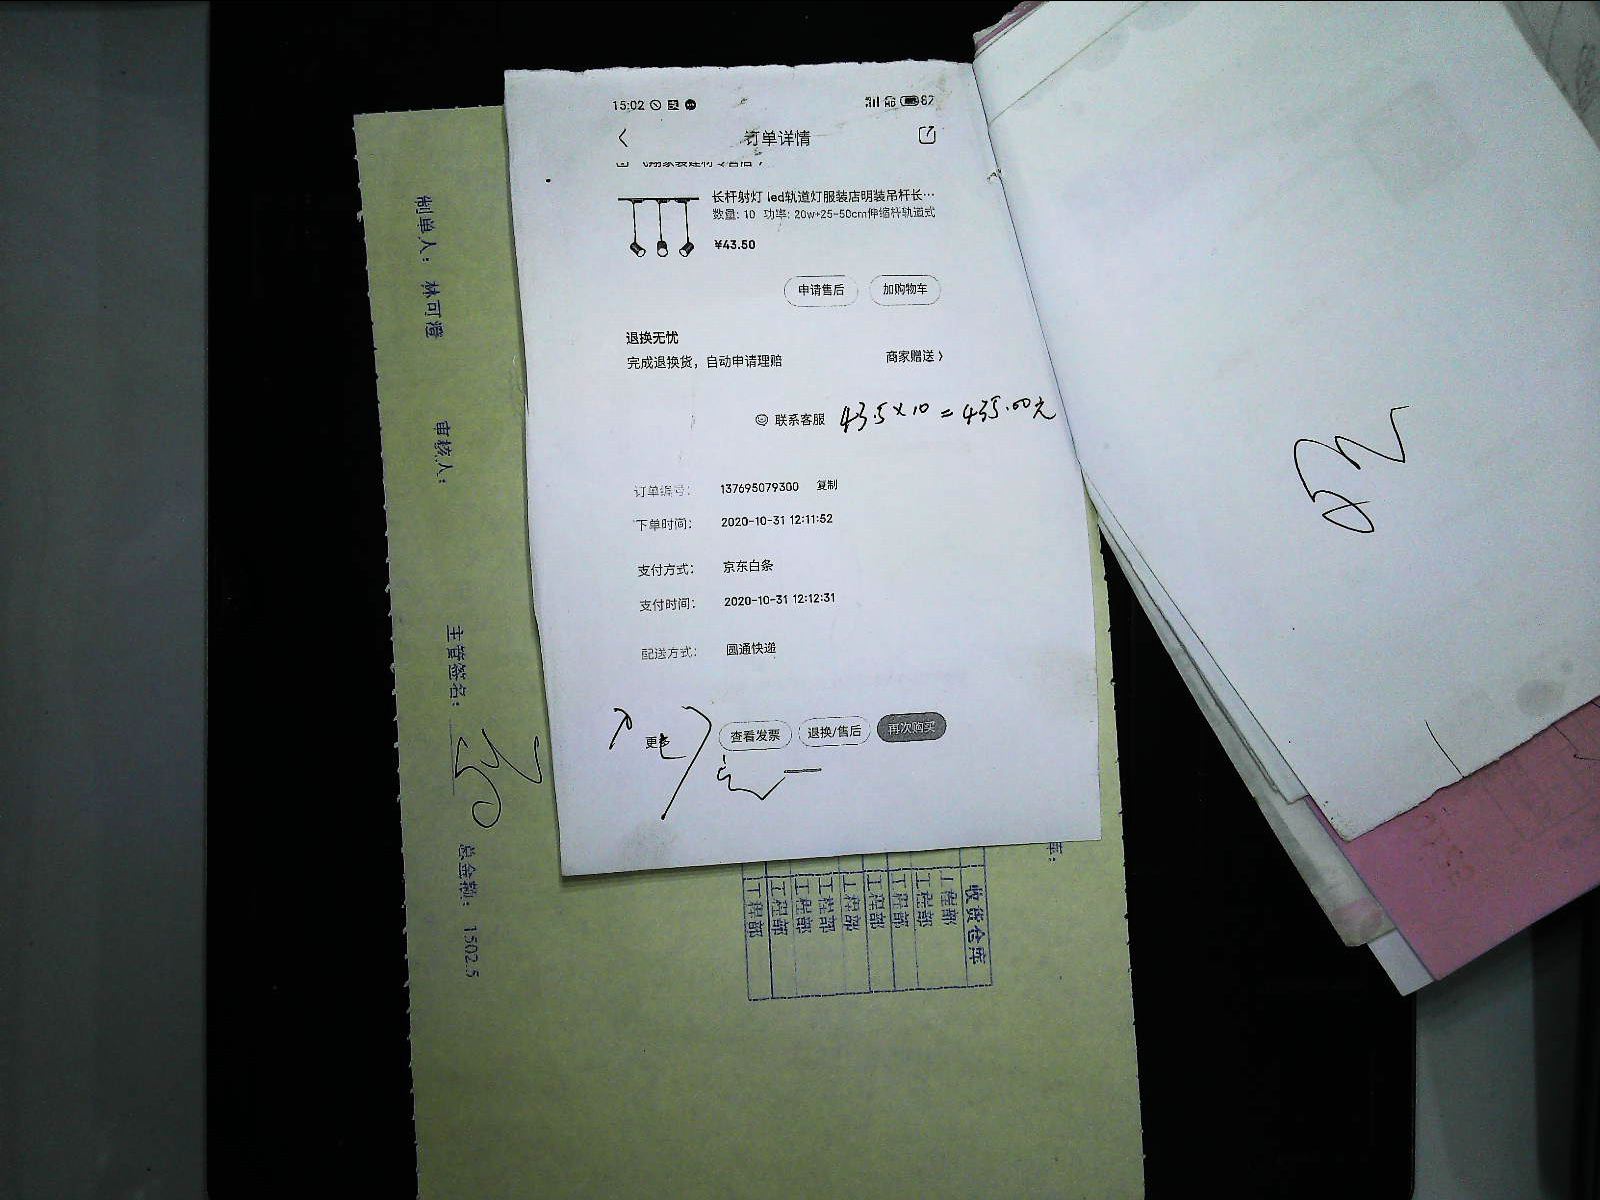 15:02
订单详情
长杆射灯 led轨道灯服装店明装吊杆长…
数量: 10 功率: 20w+25-50cm伸缩杆轨道式
¥43.50
申请售后 加购物车
退换无忧
完成退换货，自动申请理赔 商家赠送 >
联系客服 43.5×10=435.00元
订单编号: 137695079300 复制
下单时间: 2020-10-31 12:11:52
支付方式: 京东白条
支付时间: 2020-10-31 12:12:31
配送方式: 圆通快递
更多 查看发票 退换/售后 再次购买
制单人: 林可澄
审核人:
主管签名:
总金额: 1502.5
库:
收货仓库
工程部
工程部
工程部
工程部
工程部
工程部
工程部
工程部
工程部